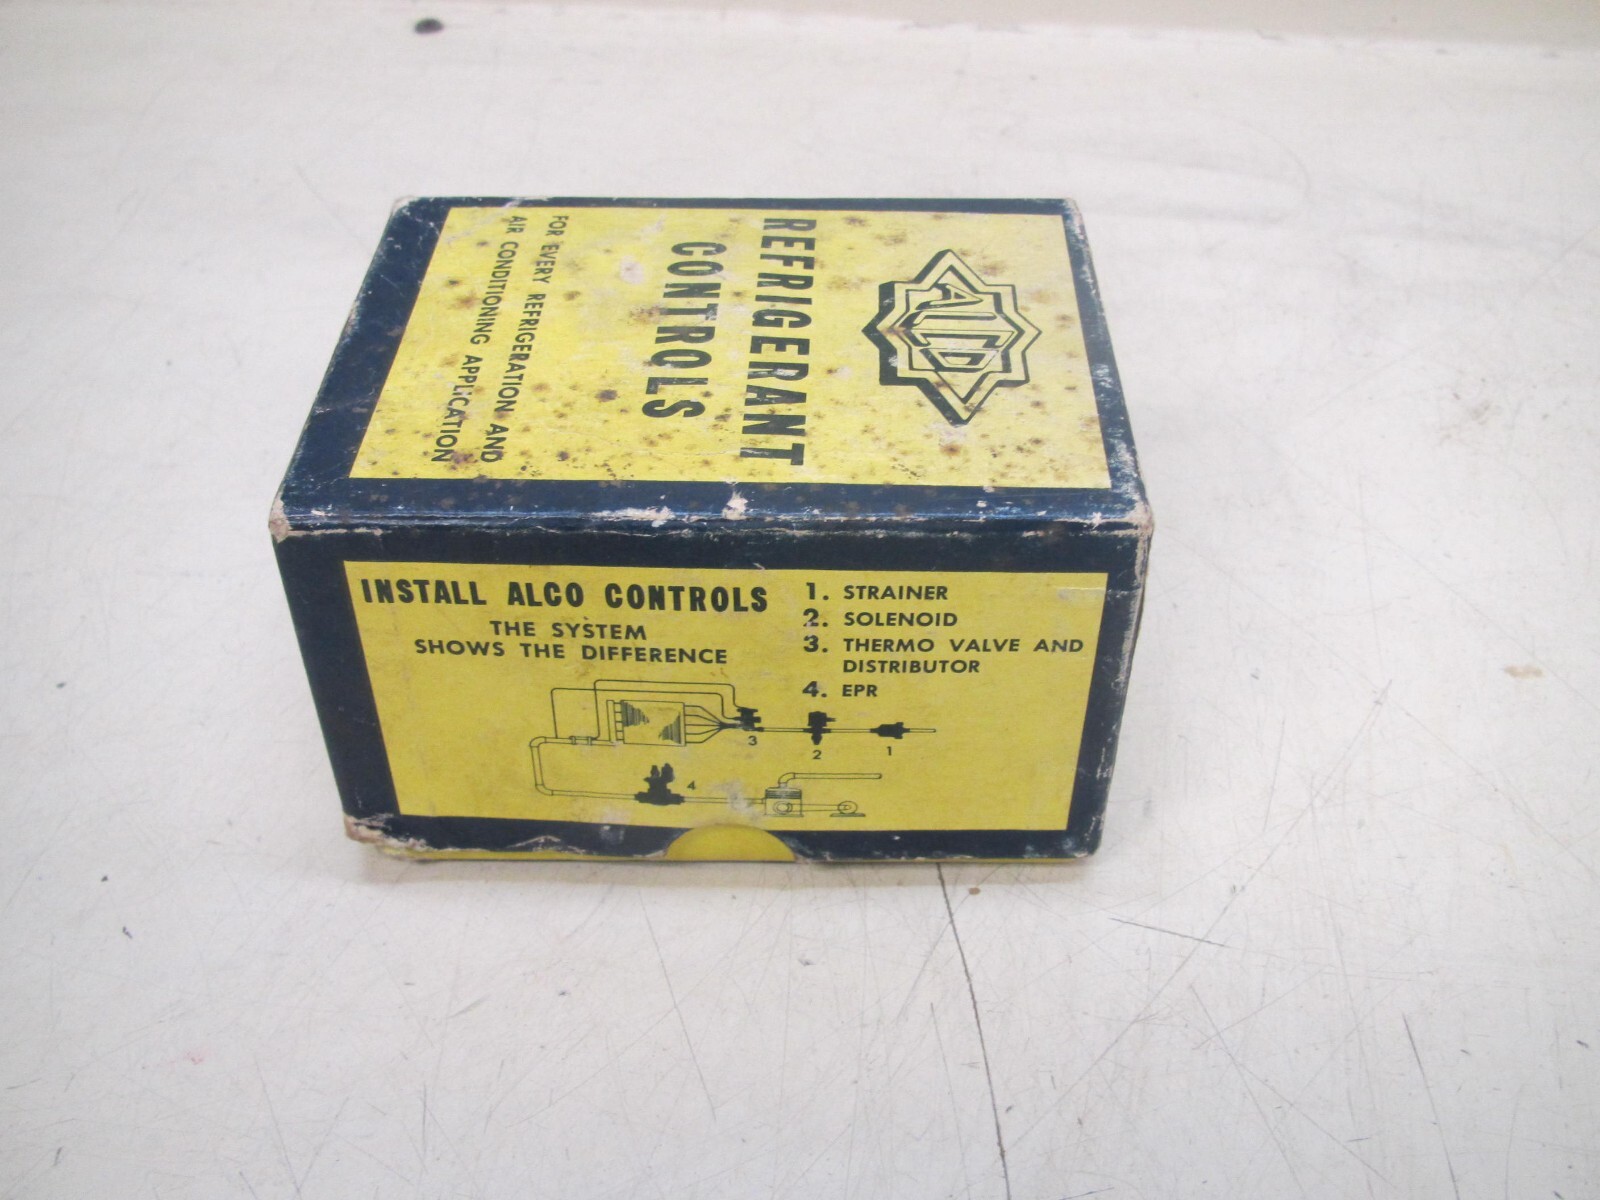 ALCO
REFRIGERANT
CONTROLS
FOR EVERY REFRIGERATION AND
AIR CONDITIONING APPLICATION
INSTALL ALCO CONTROLS
THE SYSTEM
SHOWS THE DIFFERENCE
1. STRAINER
2. SOLENOID
3. THERMO VALVE AND
DISTRIBUTOR
4. EPR
3
2
1
4